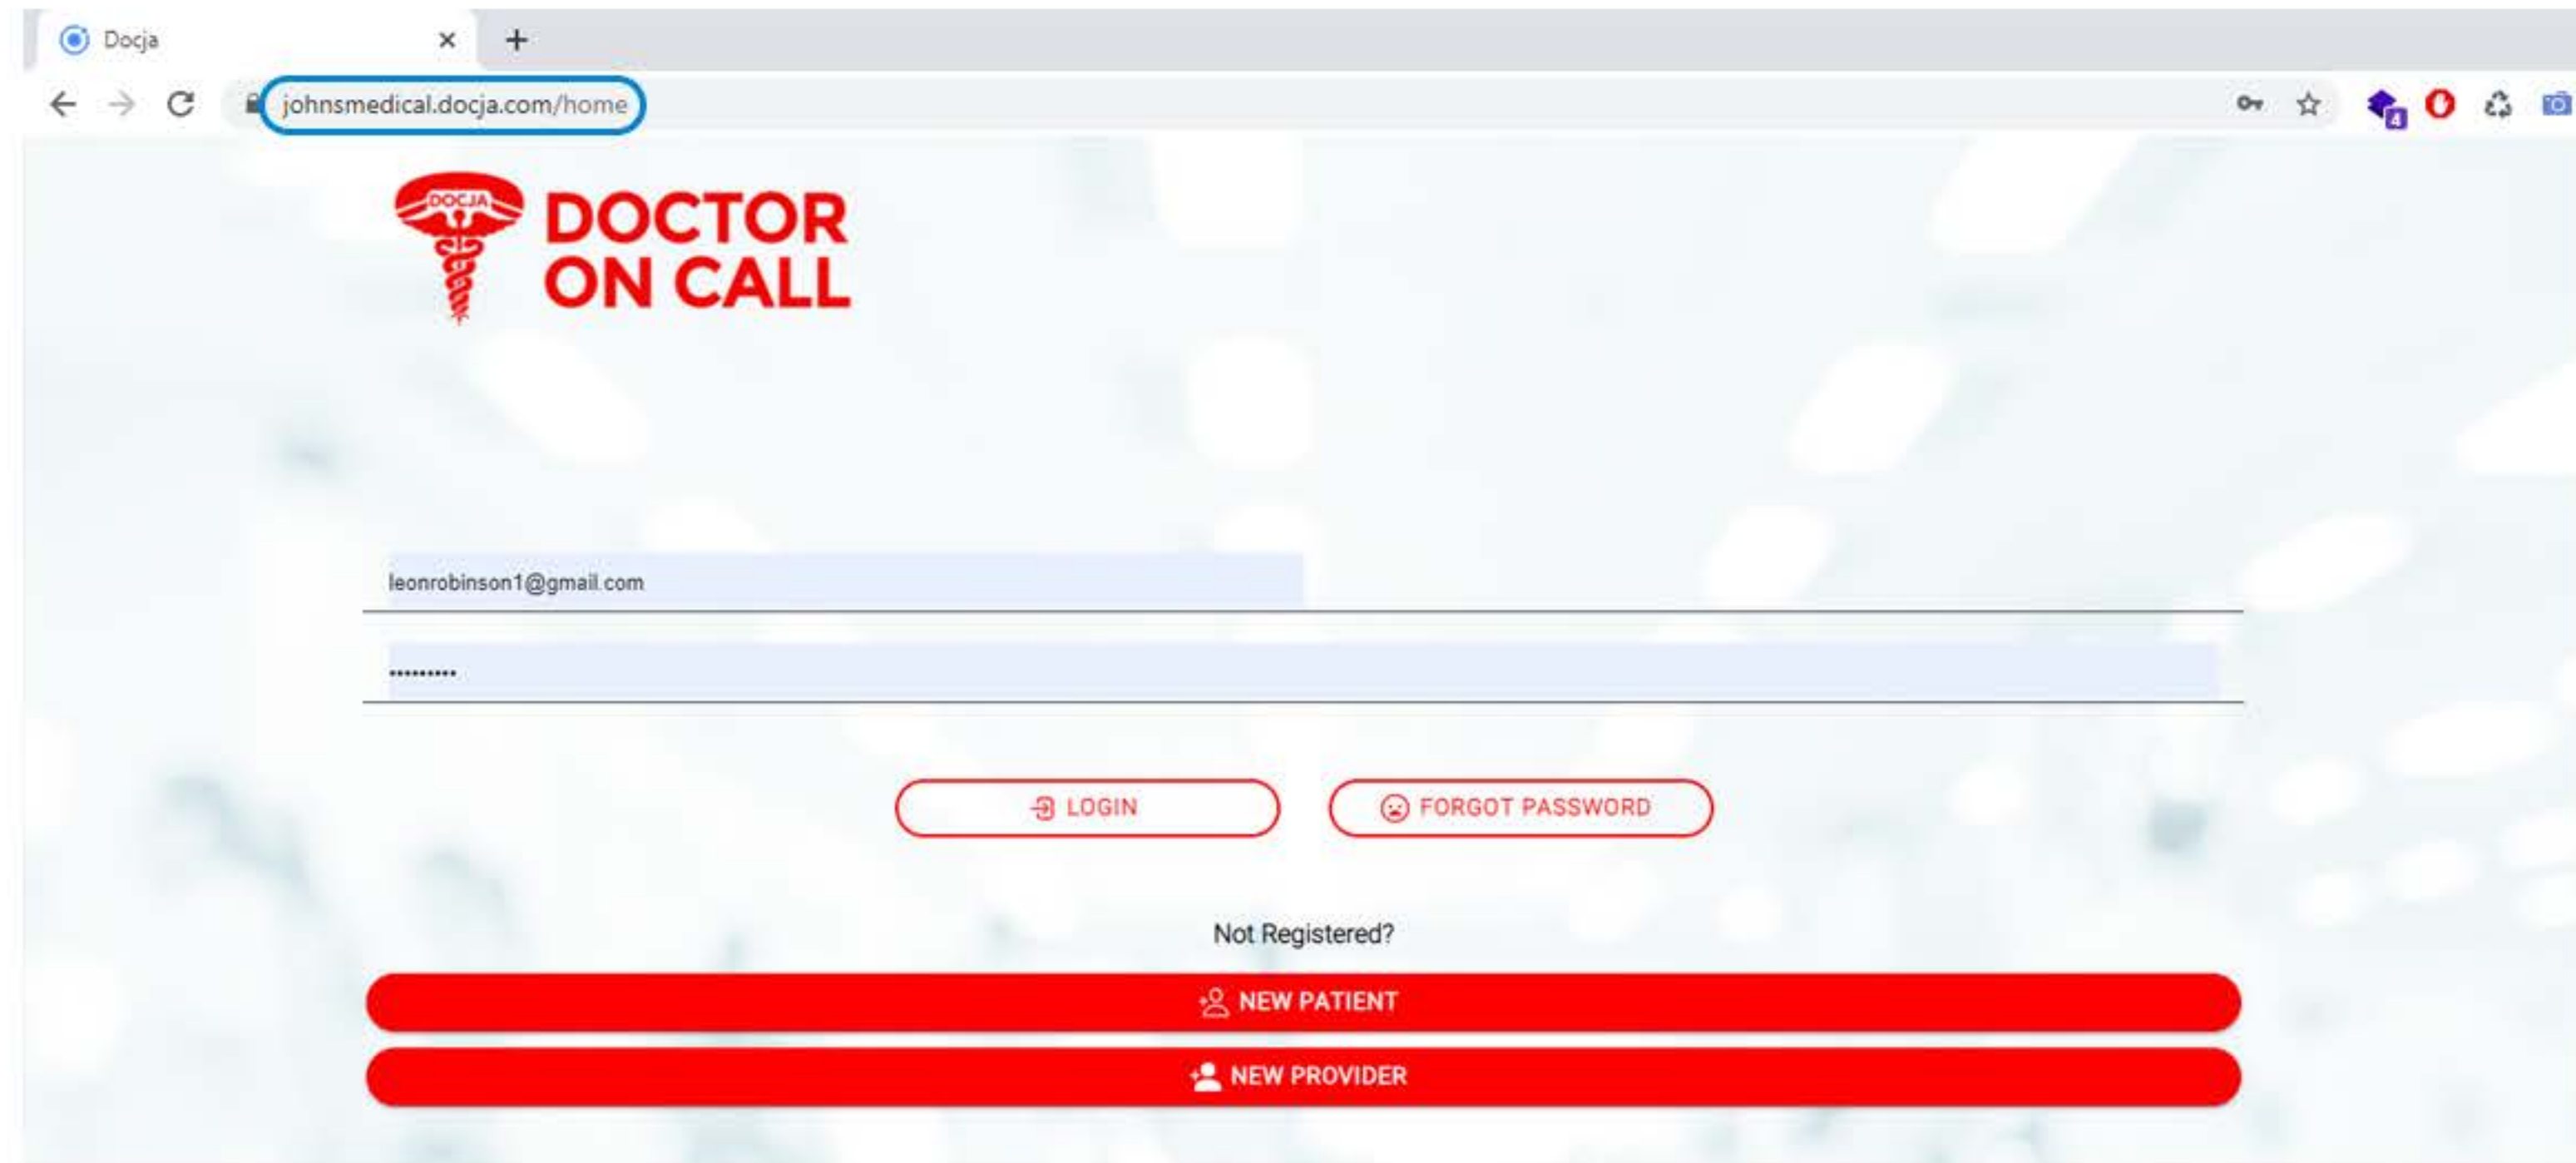 Docja
johnsmedical.docja.com/home
4
DOCJA
DOCTOR
ON CALL
leonrobinson1@gmail.com
•••••••••
LOGIN
FORGOT PASSWORD
Not Registered?
NEW PATIENT
NEW PROVIDER